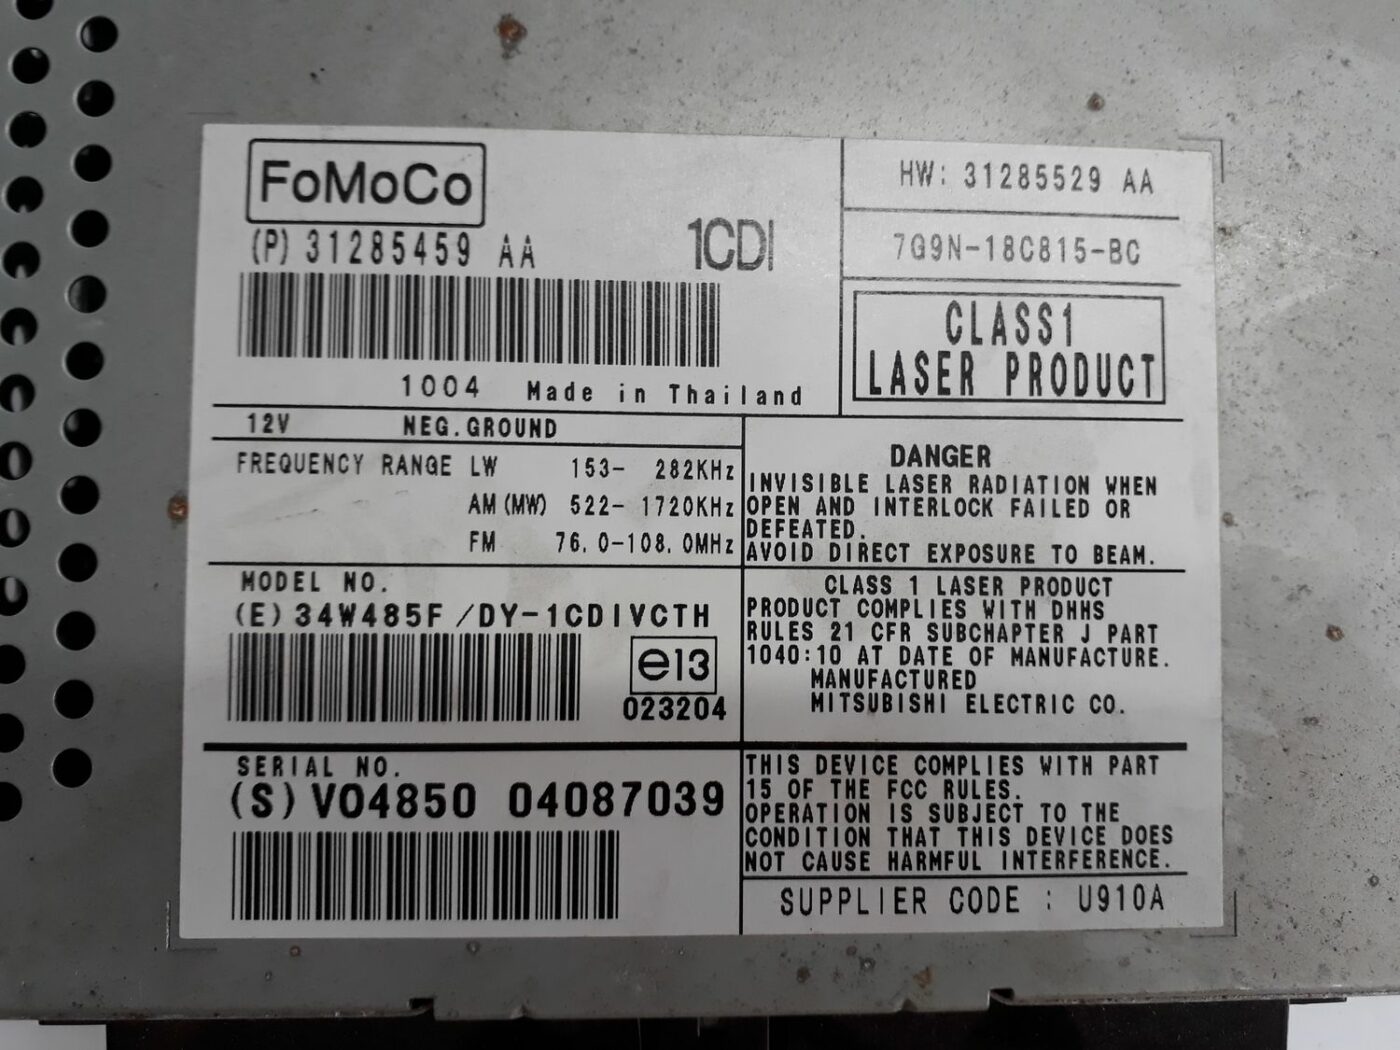 FoMoCo
(P) 31285459 AA
1CDI
1004 Made in Thailand
HW: 31285529 AA
7G9N-18C815-BC
CLASS1
LASER PRODUCT
12V NEG.GROUND
FREQUENCY RANGE LW 153- 282KHz
AM(MW) 522- 1720KHz
FM 76.0-108.0MHz
DANGER
INVISIBLE LASER RADIATION WHEN
OPEN AND INTERLOCK FAILED OR
DEFEATED.
AVOID DIRECT EXPOSURE TO BEAM.
MODEL NO.
(E)34W485F/DY-1CDIVCTH
e13
023204
CLASS 1 LASER PRODUCT
PRODUCT COMPLIES WITH DHHS
RULES 21 CFR SUBCHAPTER J PART
1040:10 AT DATE OF MANUFACTURE.
MANUFACTURED
MITSUBISHI ELECTRIC CO.
SERIAL NO.
(S)V04850 04087039
THIS DEVICE COMPLIES WITH PART
15 OF THE FCC RULES.
OPERATION IS SUBJECT TO THE
CONDITION THAT THIS DEVICE DOES
NOT CAUSE HARMFUL INTERFERENCE.
SUPPLIER CODE : U910A